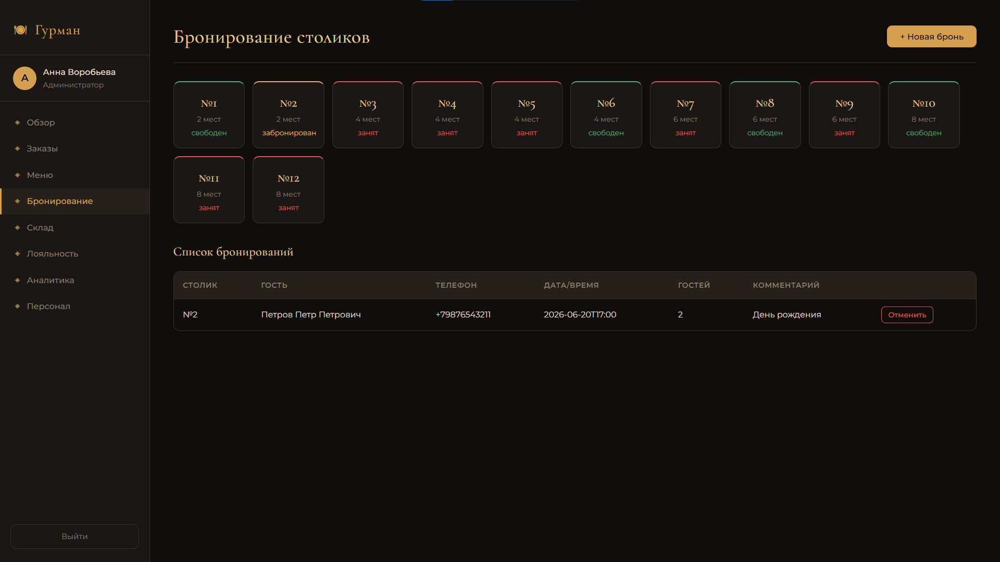 Гурман
А
Анна Воробьева
Администратор
Обзор
Заказы
Меню
Бронирование
Склад
Лояльность
Аналитика
Персонал
Выйти
Бронирование столиков
+ Новая бронь
№1
2 мест
свободен
№2
2 мест
забронирован
№3
4 мест
занят
№4
4 мест
занят
№5
4 мест
занят
№6
4 мест
свободен
№7
6 мест
занят
№8
6 мест
свободен
№9
6 мест
занят
№10
8 мест
свободен
№11
8 мест
занят
№12
8 мест
занят
Список бронирований
СТОЛИК ГОСТЬ ТЕЛЕФОН ДАТА/ВРЕМЯ ГОСТЕЙ КОММЕНТАРИЙ
№2 Петров Петр Петрович +79876543211 2026-06-20T17:00 2 День рождения Отменить